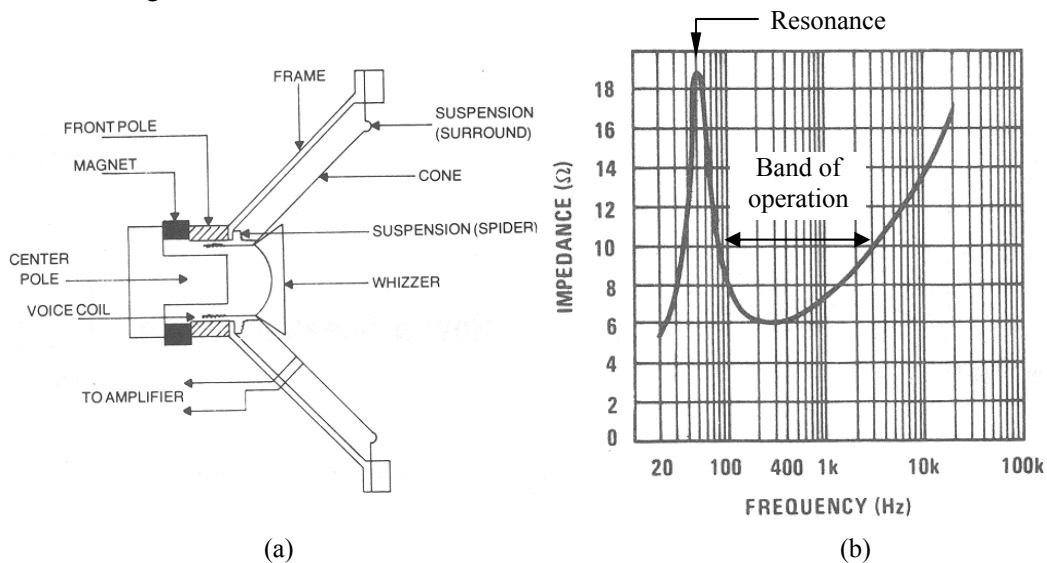 FRAME
FRONT POLE
MAGNET
SUSPENSION
(SURROUND)
CONE
SUSPENSION (SPIDER)
CENTER
POLE
WHIZZER
VOICE COIL
TO AMPLIFIER
(a)
Resonance
18
16
14
12
10
8
6
4
2
0
IMPEDANCE (Ω)
Band of
operation
20 100 400 1k 10k 100k
FREQUENCY (Hz)
(b)